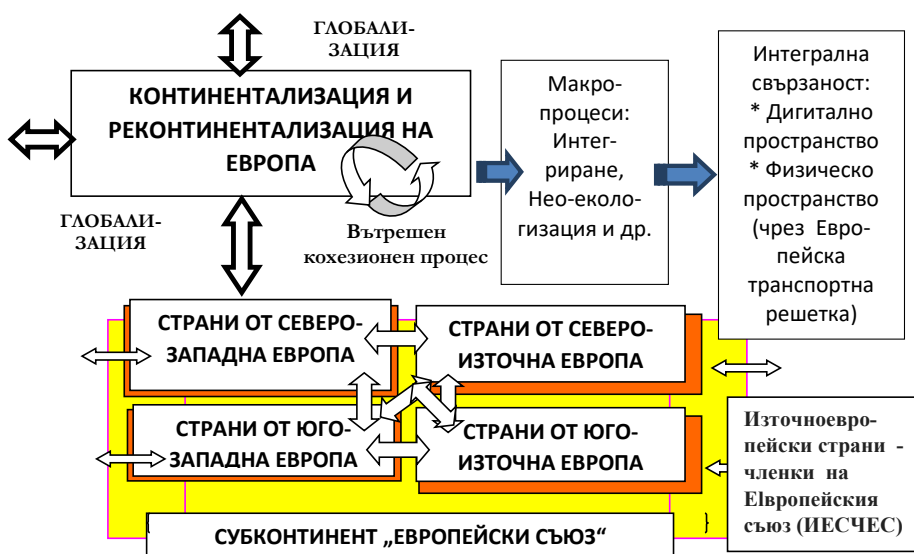 ГЛОБАЛИ-
ЗАЦИЯ
КОНТИНЕНТАЛИЗАЦИЯ И
РЕКОНТИНЕНТАЛИЗАЦИЯ НА
ЕВРОПА
ГЛОБАЛИ-
ЗАЦИЯ
Вътрешен
кохезионен процес
Макро-
процеси:
Интег-
риране,
Нео-еколо-
гизация и др.
Интегрална
свързаност:
* Дигитално
пространство
* Физическо
пространство
(чрез Евро-
пейска
транспортна
решетка)
СТРАНИ ОТ СЕВЕРО-
ЗАПАДНА ЕВРОПА
СТРАНИ ОТ СЕВЕРО-
ИЗТОЧНА ЕВРОПА
СТРАНИ ОТ ЮГО-
ЗАПАДНА ЕВРОПА
СТРАНИ ОТ ЮГО-
ИЗТОЧНА ЕВРОПА
Източноевро-
пейски страни -
членки на
Еlвропейския
съюз (ИЕСЧЕС)
{ }
СУБКОНТИНЕНТ „ЕВРОПЕЙСКИ СЪЮЗ“